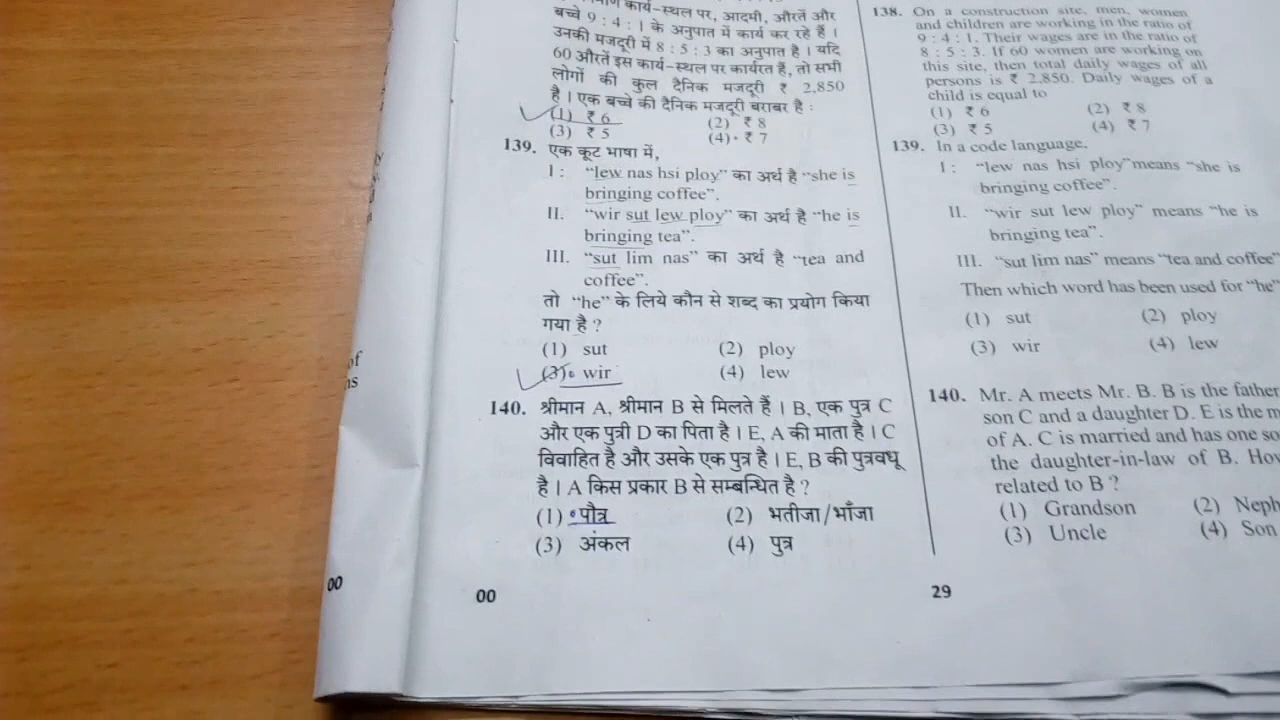 कार्य-स्थल पर, आदमी, औरतें और
बच्चे 9 : 4 : 1 के अनुपात में कार्य कर रहे हैं ।
उनकी मजदूरी में 8 : 5 : 3 का अनुपात है । यदि
60 औरतें इस कार्य-स्थल पर कार्यरत हैं, तो सभी
लोगों की कुल दैनिक मजदूरी ₹ 2,850
है । एक बच्चे की दैनिक मजदूरी बराबर है :
(1) ₹ 6 (2) ₹ 8
(3) ₹ 5 (4) ₹ 7
139. एक कूट भाषा में,
I : “lew nas hsi ploy” का अर्थ है “she is
bringing coffee”.
II. “wir sut lew ploy” का अर्थ है “he is
bringing tea”.
III. “sut lim nas” का अर्थ है “tea and
coffee”.
तो “he” के लिये कौन से शब्द का प्रयोग किया
गया है ?
(1) sut (2) ploy
(3) wir (4) lew
140. श्रीमान A, श्रीमान B से मिलते हैं । B, एक पुत्र C
और एक पुत्री D का पिता है । E, A की माता है । C
विवाहित है और उसके एक पुत्र है । E, B की पुत्रवधू
है । A किस प्रकार B से सम्बन्धित है ?
(1) पौत्र (2) भतीजा/भाँजा
(3) अंकल (4) पुत्र
00
138. On a construction site, men, women
and children are working in the ratio of
9 : 4 : 1. Their wages are in the ratio of
8 : 5 : 3. If 60 women are working on
this site, then total daily wages of all
persons is ₹ 2,850. Daily wages of a
child is equal to
(1) ₹ 6 (2) ₹ 8
(3) ₹ 5 (4) ₹ 7
139. In a code language,
I : “lew nas hsi ploy”means “she is
bringing coffee”.
II. “wir sut lew ploy” means “he is
bringing tea”.
III. “sut lim nas” means “tea and coffee”
Then which word has been used for “he”
(1) sut (2) ploy
(3) wir (4) lew
140. Mr. A meets Mr. B. B is the father
son C and a daughter D. E is the m
of A. C is married and has one so
the daughter-in-law of B. How
related to B ?
(1) Grandson (2) Neph
(3) Uncle (4) Son
29
of
ns
00